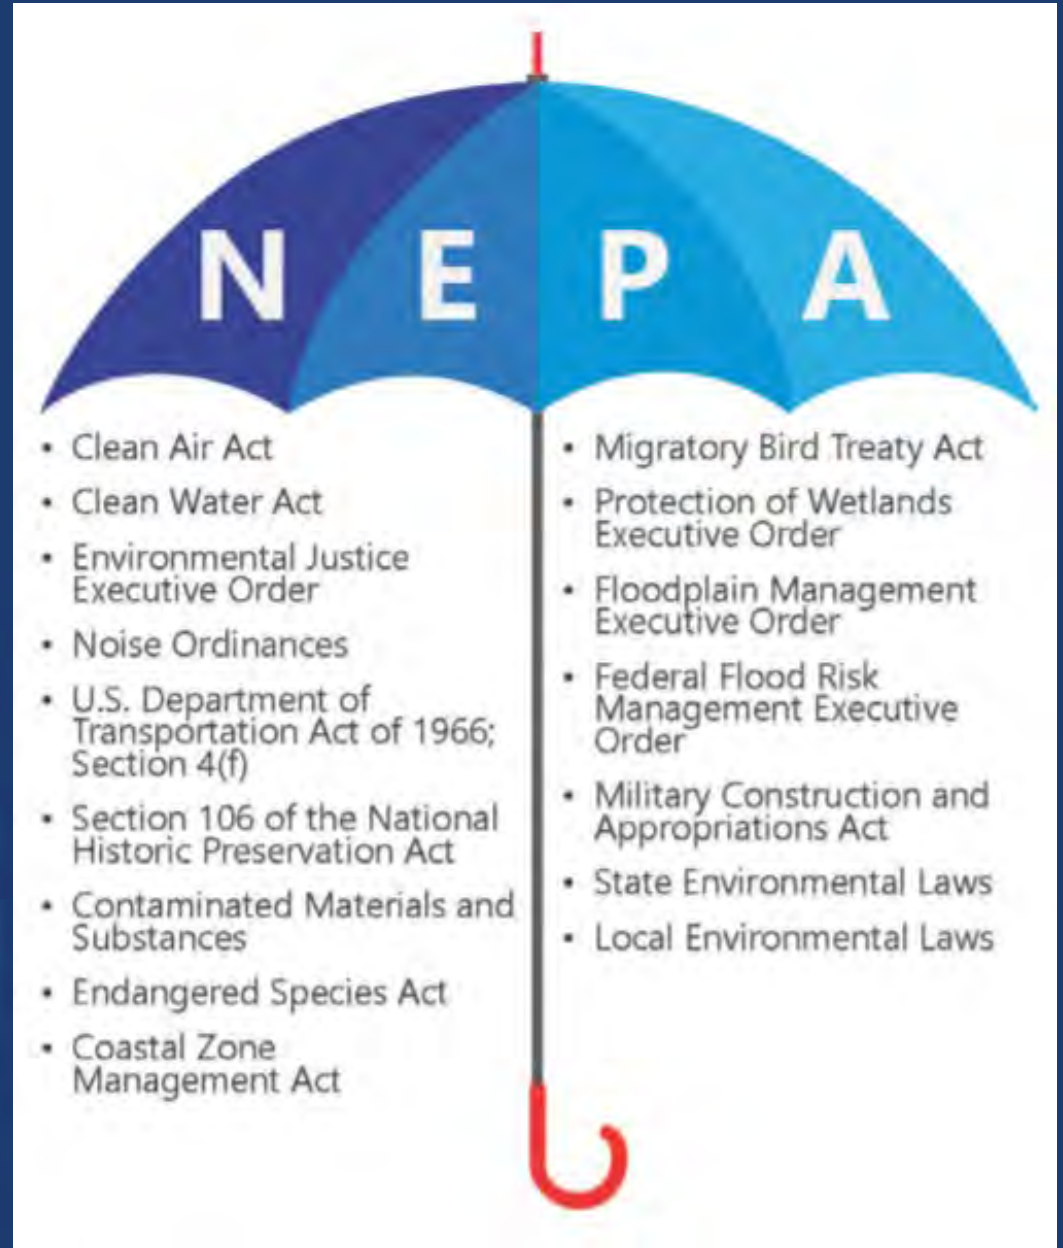 N E P A
• Clean Air Act
• Clean Water Act
• Environmental Justice
Executive Order
• Noise Ordinances
• U.S. Department of
Transportation Act of 1966;
Section 4(f)
• Section 106 of the National
Historic Preservation Act
• Contaminated Materials and
Substances
• Endangered Species Act
• Coastal Zone
Management Act
• Migratory Bird Treaty Act
• Protection of Wetlands
Executive Order
• Floodplain Management
Executive Order
• Federal Flood Risk
Management Executive
Order
• Military Construction and
Appropriations Act
• State Environmental Laws
• Local Environmental Laws